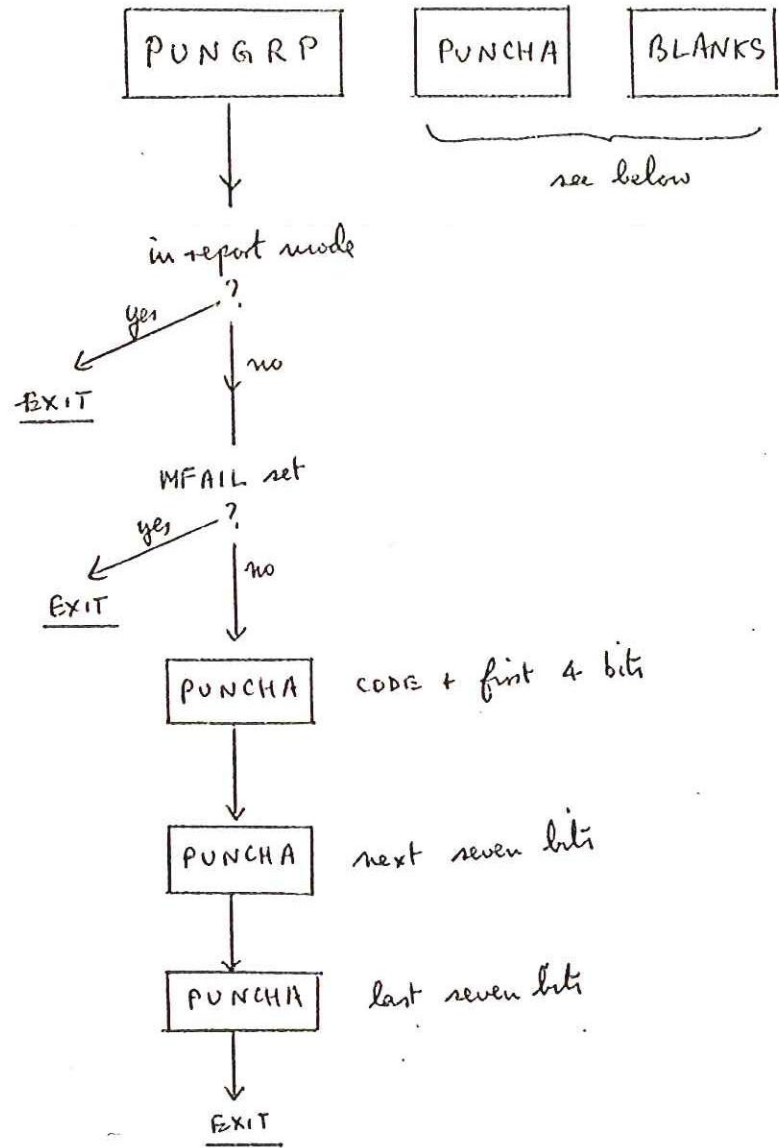 PUNGRP PUNCHA BLANKS
see below
in report mode
?
yes
no
EXIT
MFAIL set
?
yes
no
EXIT
PUNCHA CODE + first 4 bits
PUNCHA next seven bits
PUNCHA last seven bits
EXIT